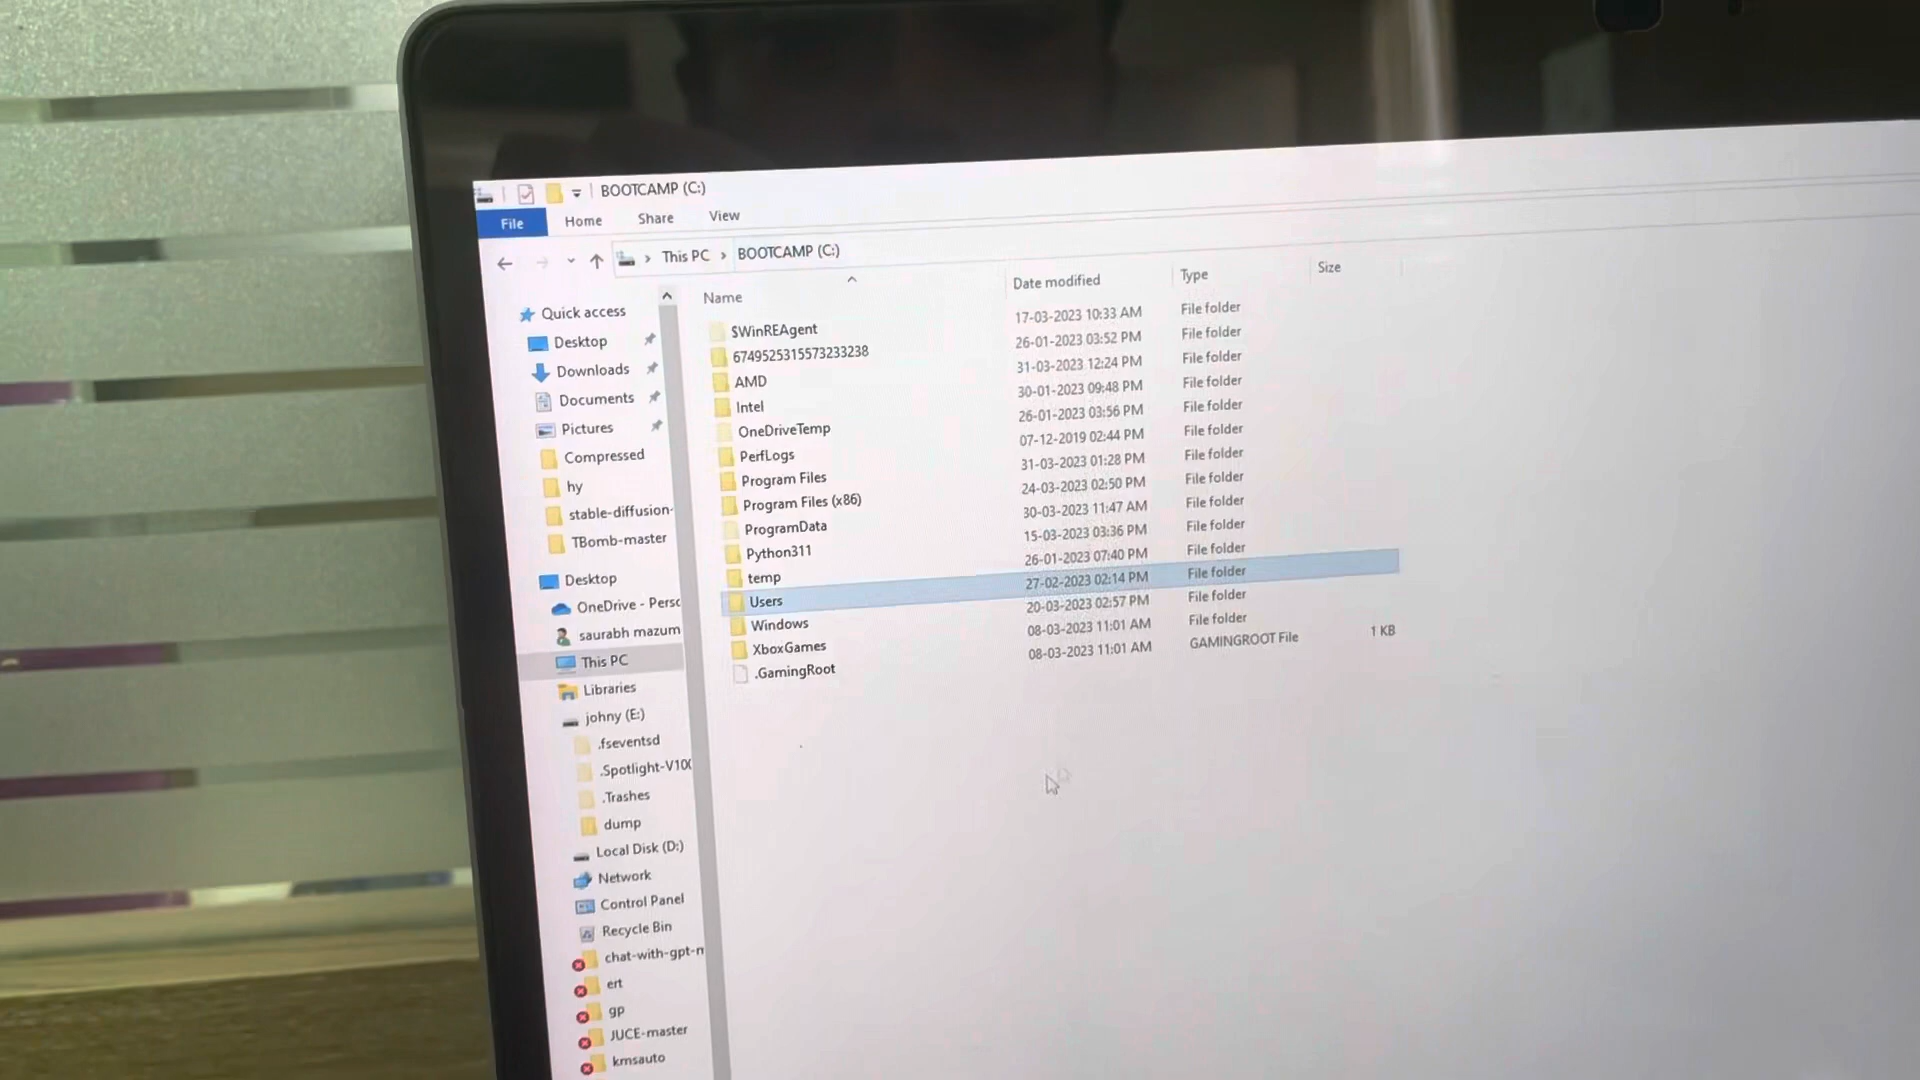 BOOTCAMP (C:)
File Home Share View
This PC > BOOTCAMP (C:)
Name Date modified Type Size
$WinREAgent 17-03-2023 10:33 AM File folder
6749525315573233238 26-01-2023 03:52 PM File folder
AMD 31-03-2023 12:24 PM File folder
Intel 30-01-2023 09:48 PM File folder
OneDriveTemp 26-01-2023 03:56 PM File folder
PerfLogs 07-12-2019 02:44 PM File folder
Program Files 31-03-2023 01:28 PM File folder
Program Files (x86) 24-03-2023 02:50 PM File folder
ProgramData 30-03-2023 11:47 AM File folder
Python311 15-03-2023 03:36 PM File folder
temp 26-01-2023 07:40 PM File folder
Users 27-02-2023 02:14 PM File folder
Windows 20-03-2023 02:57 PM File folder
XboxGames 08-03-2023 11:01 AM File folder
.GamingRoot 08-03-2023 11:01 AM GAMINGROOT File 1 KB
Quick access
Desktop
Downloads
Documents
Pictures
Compressed
hy
stable-diffusion-
TBomb-master
Desktop
OneDrive - Persc
saurabh mazum
This PC
Libraries
johny (E:)
.fseventsd
.Spotlight-V10(
.Trashes
dump
Local Disk (D:)
Network
Control Panel
Recycle Bin
chat-with-gpt-n
ert
gp
JUCE-master
kmsauto